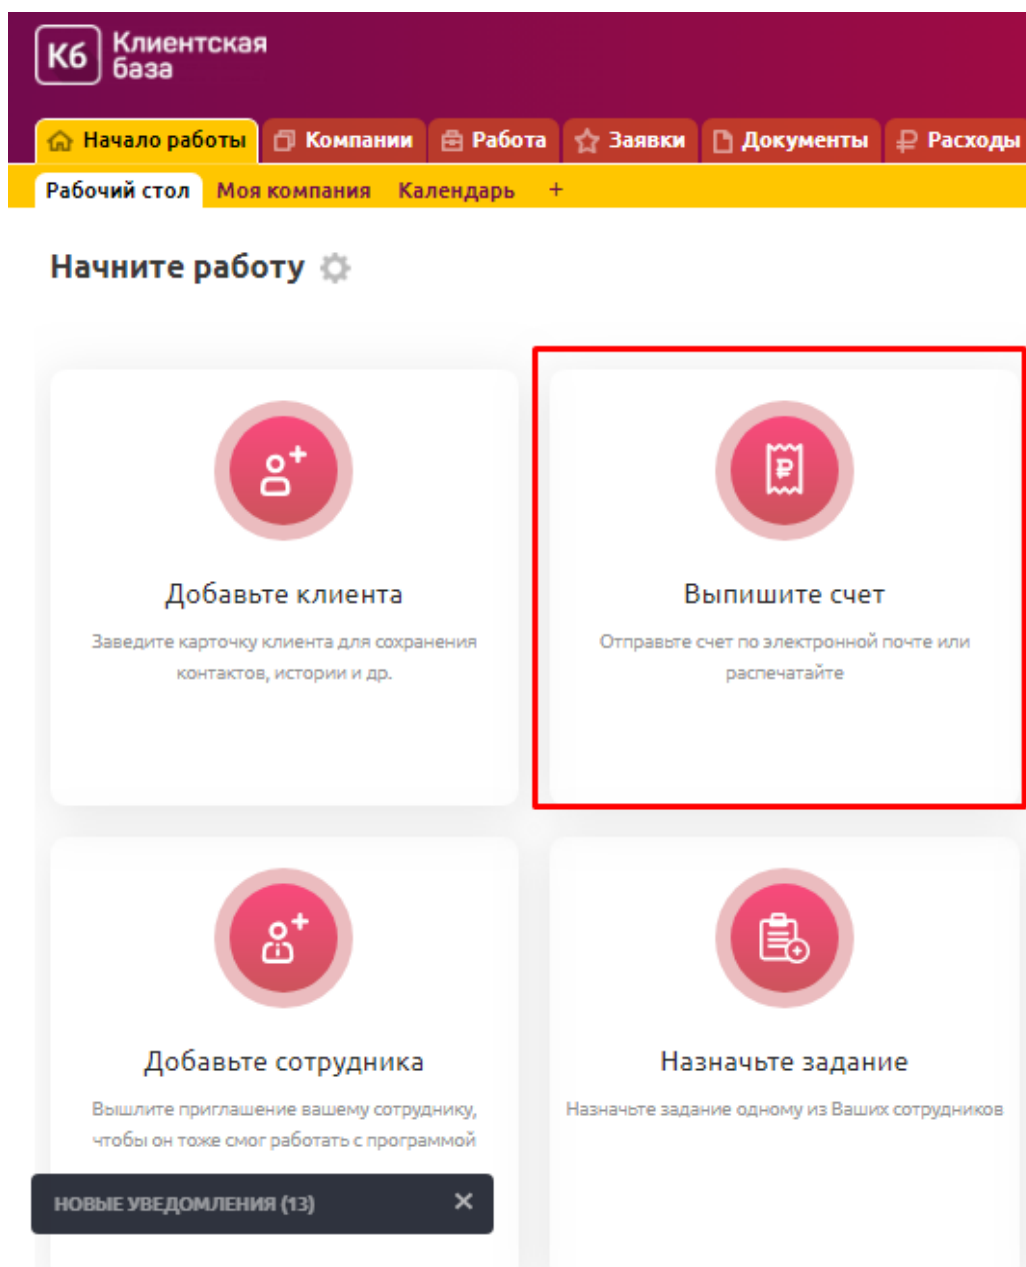 Кб Клиентская
база
Начало работы Компании Работа Заявки Документы Расходы
Рабочий стол Моя компания Календарь +
Начните работу
Добавьте клиента
Заведите карточку клиента для сохранения
контактов, истории и др.
Выпишите счет
Отправьте счет по электронной почте или
распечатайте
Добавьте сотрудника
Вышлите приглашение вашему сотруднику,
чтобы он тоже смог работать с программой
Назначьте задание
Назначьте задание одному из Ваших сотрудников
НОВЫЕ УВЕДОМЛЕНИЯ (13) ×